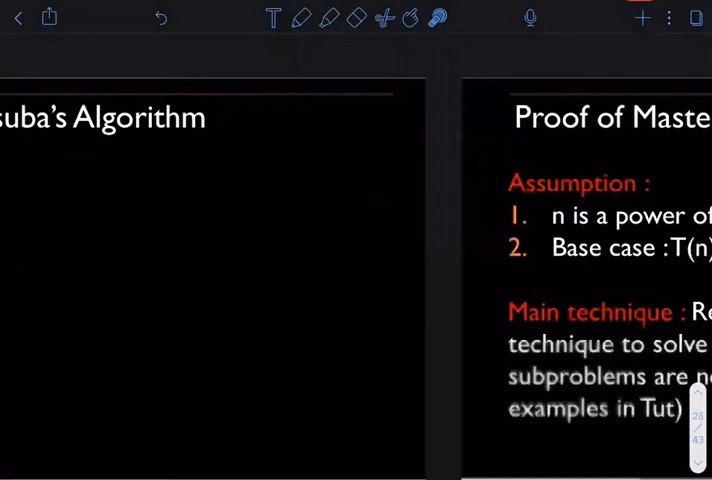 suba's Algorithm
Proof of Maste
Assumption :
1. n is a power of
2. Base case : T(n)
Main technique : Re
technique to solve
subproblems are n
examples in Tut)
26
/
43